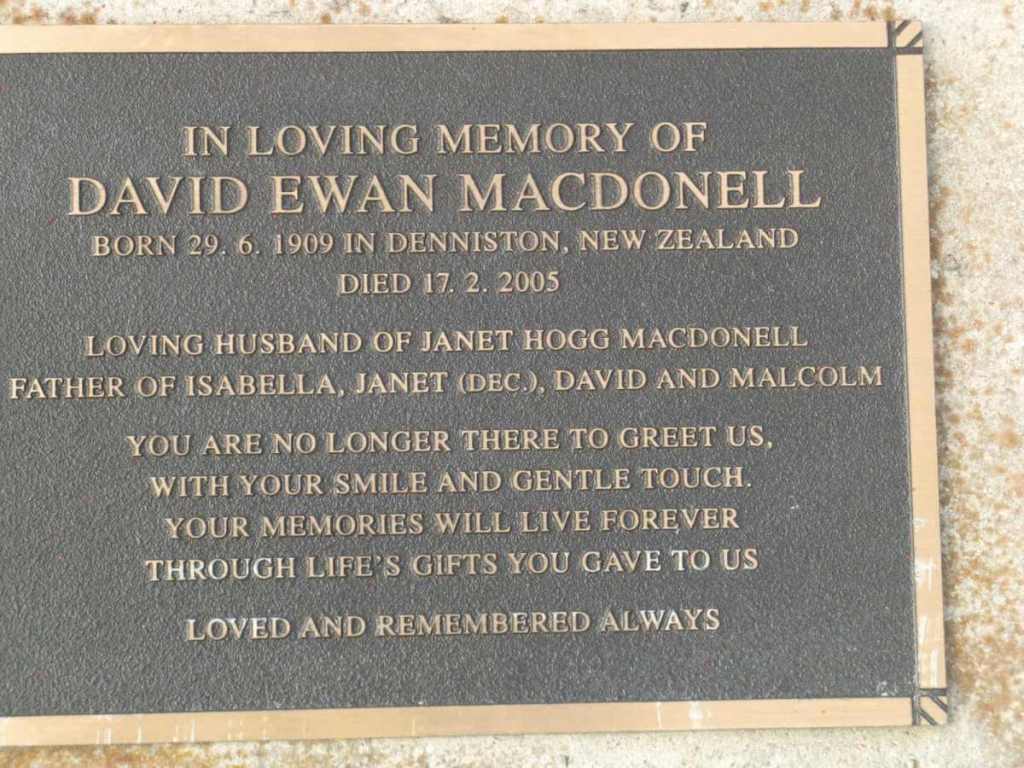 IN LOVING MEMORY OF
DAVID EWAN MACDONELL
BORN 29. 6. 1909 IN DENNISTON, NEW ZEALAND
DIED 17. 2. 2005
LOVING HUSBAND OF JANET HOGG MACDONELL
FATHER OF ISABELLA, JANET (DEC.), DAVID AND MALCOLM
YOU ARE NO LONGER THERE TO GREET US,
WITH YOUR SMILE AND GENTLE TOUCH.
YOUR MEMORIES WILL LIVE FOREVER
THROUGH LIFE'S GIFTS YOU GAVE TO US
LOVED AND REMEMBERED ALWAYS